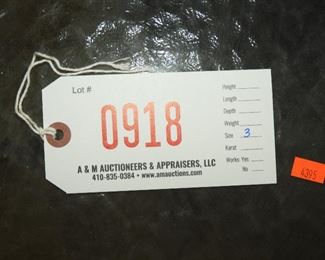 Lot #
0918
Height
Length
Depth
Weight
Size 3
Karat
Works Yes
No
A & M AUCTIONEERS & APPRAISERS, LLC
410-835-0384 • www.amauctions.com
4395